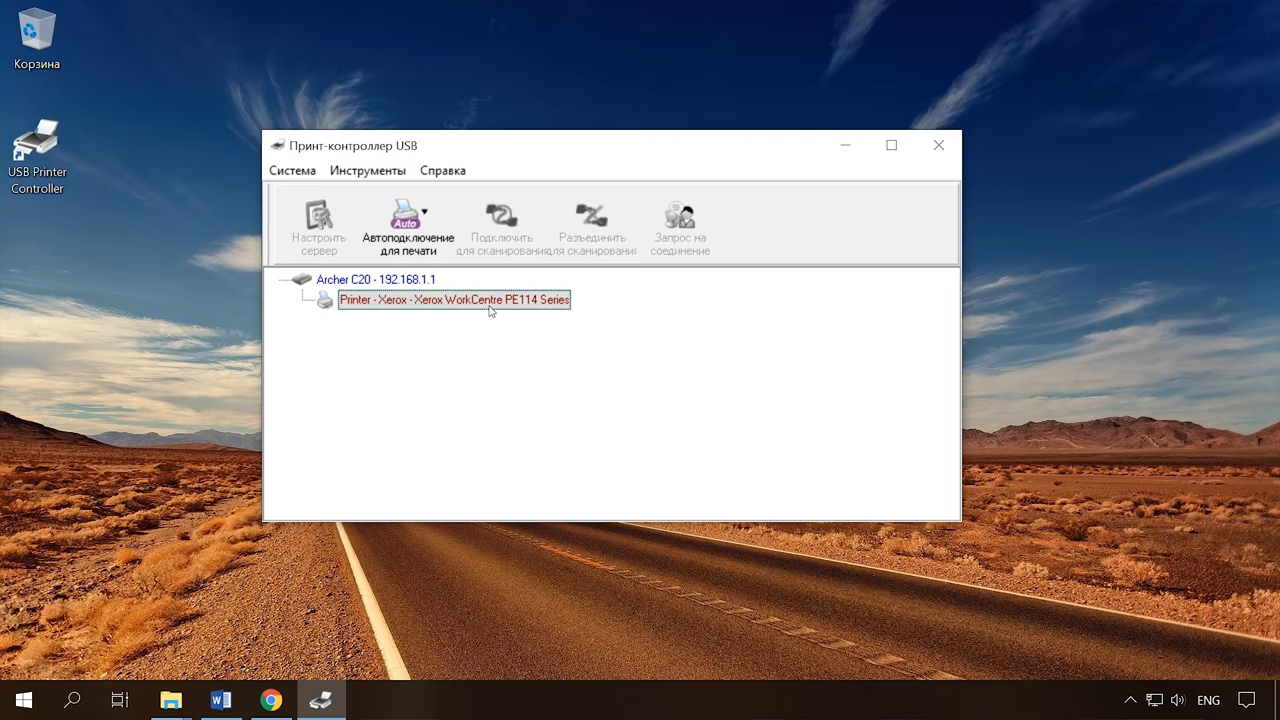 Корзина
USB Printer
Controller
Принт-контроллер USB
Система Инструменты Справка
Настроить
сервер
Auto
Автоподключение
для печати
Подключить
для сканирования
Разъединить
для сканирования
Запрос на
соединение
Archer C20 - 192.168.1.1
Printer - Xerox - Xerox WorkCentre PE114 Series
ENG